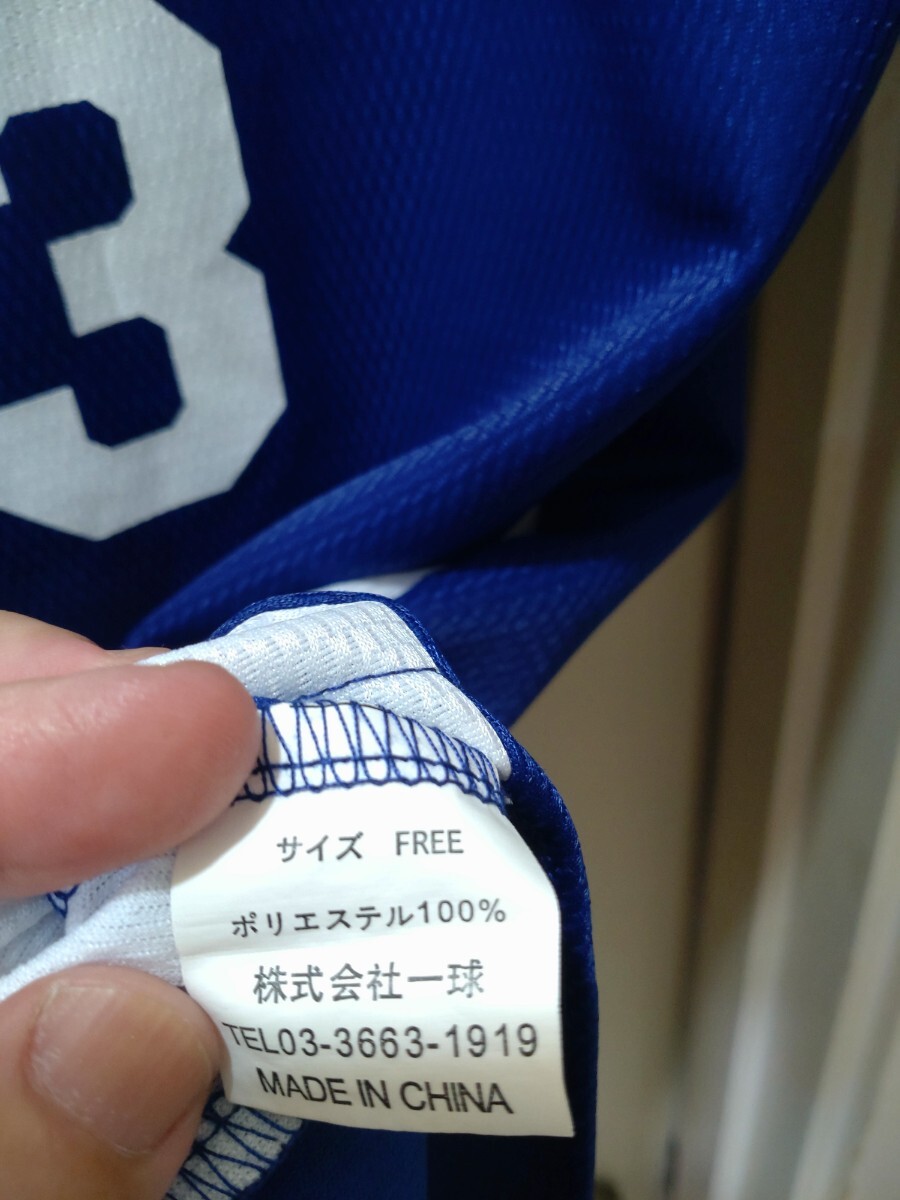 3
サイズ FREE
ポリエステル100%
株式会社一球
TEL03-3663-1919
MADE IN CHINA